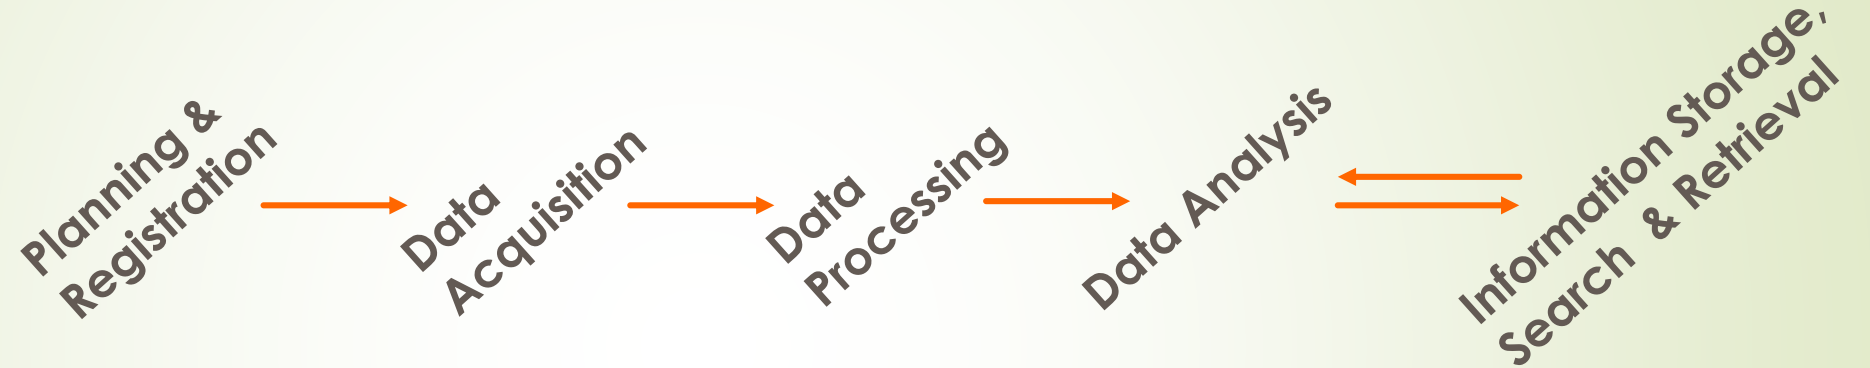 Planning &
Registration
Data
Acquisition
Data
Processing
Data Analysis
Information Storage,
Search & Retrieval